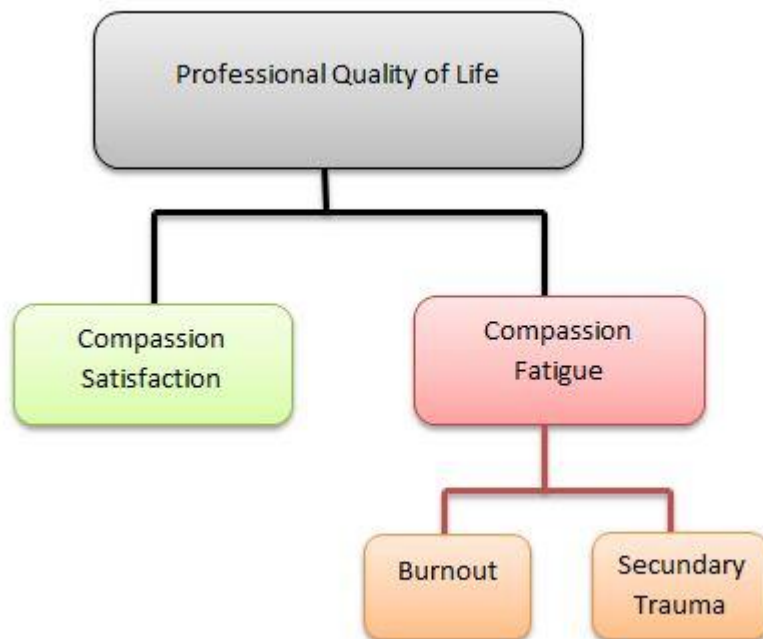 Professional Quality of Life
Compassion
Satisfaction
Compassion
Fatigue
Burnout
Secundary
Trauma